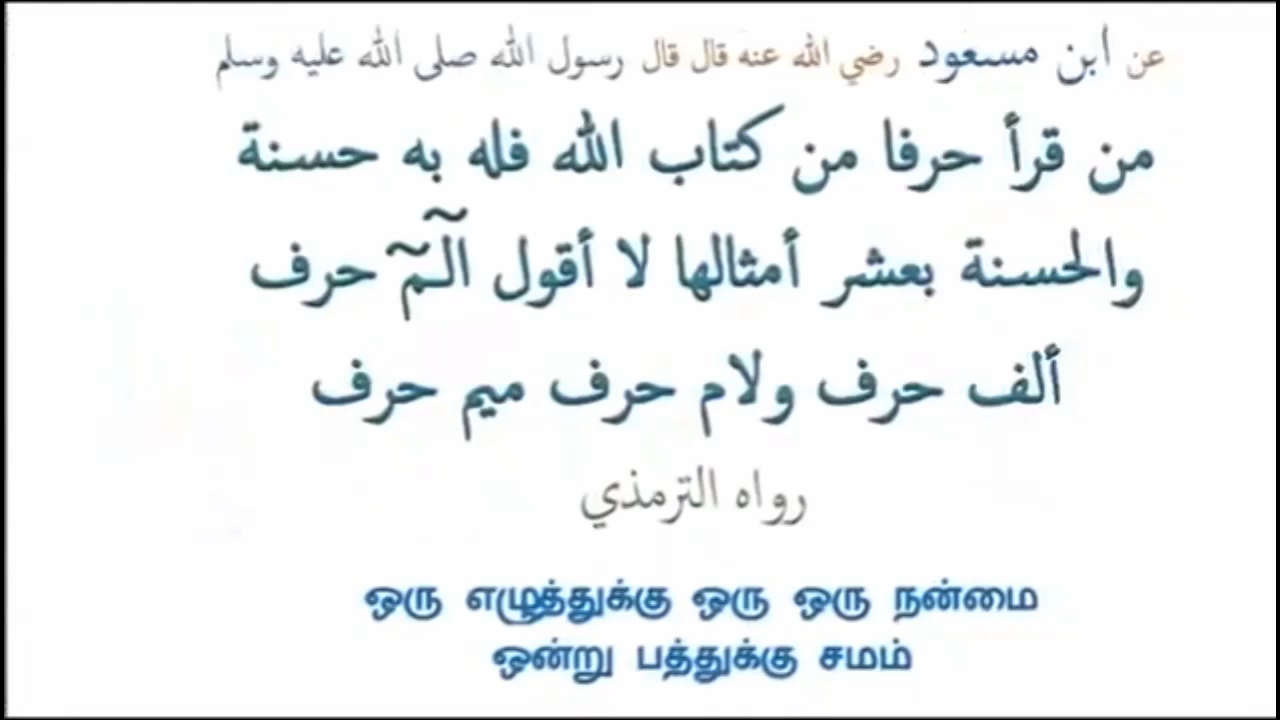 عن ابن مسعود رضي الله عنه قال قال رسول الله صلى الله عليه وسلم
من قرأ حرفا من كتاب الله فله به حسنة
والحسنة بعشر أمثالها لا أقول الٓمٓ حرف
ألف حرف ولام حرف ميم حرف
رواه الترمذي
ஒரு எழுத்துக்கு ஒரு ஒரு நன்மை
ஒன்று பத்துக்கு சமம்